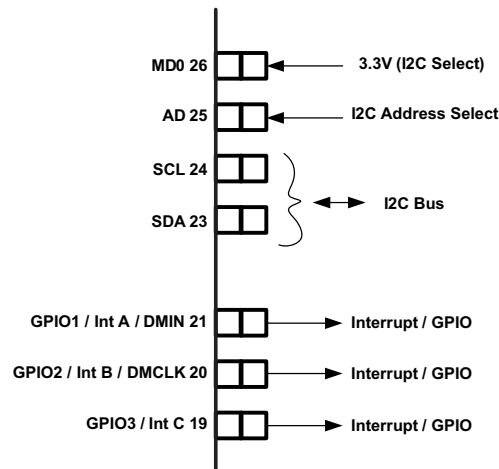 MD0 26
3.3V (I2C Select)
AD 25
I2C Address Select
SCL 24
SDA 23
I2C Bus
GPIO1 / Int A / DMIN 21
Interrupt / GPIO
GPIO2 / Int B / DMCLK 20
Interrupt / GPIO
GPIO3 / Int C 19
Interrupt / GPIO